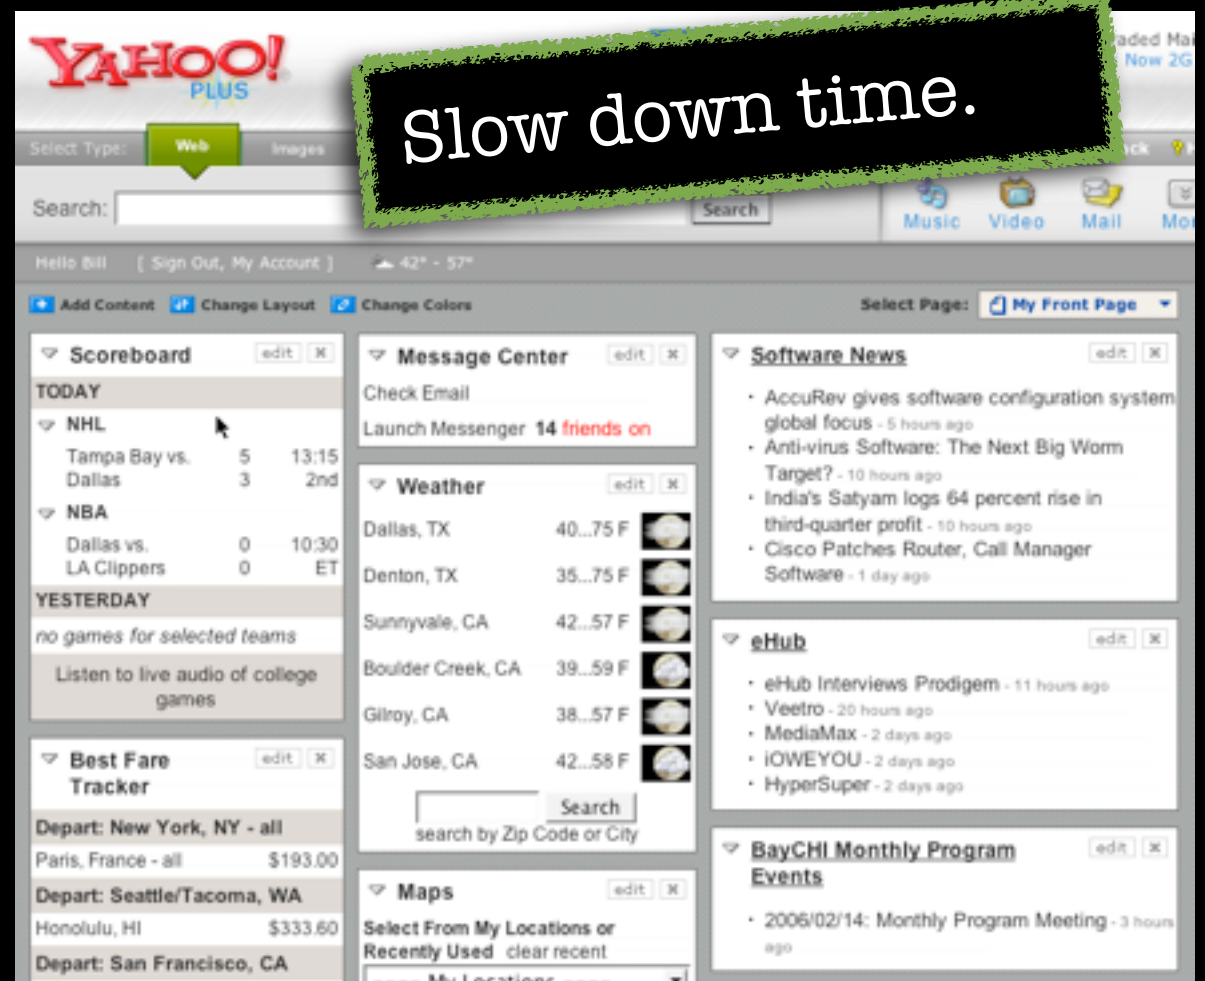 YAHOO!
PLUS
Slow down time.
Now 2G
Select Type:
Web
Images
Search:
Search
Music
Video
Mail
Hello Bill [ Sign Out, My Account ] 42° - 57°
Add Content Change Layout Change Colors
Select Page: My Front Page
Scoreboard edit
TODAY
NHL
Tampa Bay vs. 5 13:15
Dallas 3 2nd
NBA
Dallas vs. 0 10:30
LA Clippers 0 ET
YESTERDAY
no games for selected teams
Listen to live audio of college
games
Best Fare edit
Tracker
Depart: New York, NY - all
Paris, France - all $193.00
Depart: Seattle/Tacoma, WA
Honolulu, HI $333.60
Depart: San Francisco, CA
Message Center edit
Check Email
Launch Messenger 14 friends on
Weather edit
Dallas, TX 40...75 F
Denton, TX 35...75 F
Sunnyvale, CA 42...57 F
Boulder Creek, CA 39...59 F
Gilroy, CA 38...57 F
San Jose, CA 42...58 F
Search
search by Zip Code or City
Maps edit
Select From My Locations or
Recently Used clear recent
My Locations
Software News edit
· AccuRev gives software configuration system
global focus - 5 hours ago
· Anti-virus Software: The Next Big Worm
Target? - 10 hours ago
· India's Satyam logs 64 percent rise in
third-quarter profit - 10 hours ago
· Cisco Patches Router, Call Manager
Software - 1 day ago
eHub edit
· eHub Interviews Prodigem - 11 hours ago
· Veetro - 20 hours ago
· MediaMax - 2 days ago
· iOWEYOU - 2 days ago
· HyperSuper - 2 days ago
BayCHI Monthly Program edit
Events
· 2006/02/14: Monthly Program Meeting - 3 hours
ago